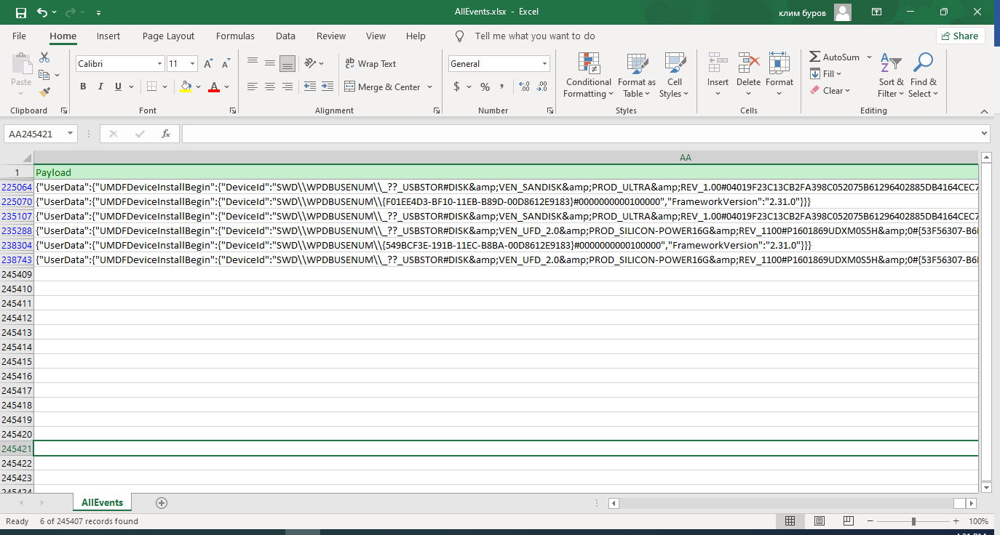 AllEvents.xlsx - Excel
клим буров
File Home Insert Page Layout Formulas Data Review View Help Tell me what you want to do Share
Paste
Calibri 11
B I U
Wrap Text
Merge & Center
General
$ % ,
Conditional Formatting
Format as Table
Cell Styles
Insert Delete Format
AutoSum
Fill
Clear
Sort & Filter
Find & Select
Clipboard Font Alignment Number Styles Cells Editing
AA245421 fx
AA
1 Payload
225064 {"UserData":{"UMDFDeviceInstallBegin":{"DeviceId":"SWD\\WPDBUSENUM\\_??_USBSTOR#DISK&amp;VEN_SANDISK&amp;PROD_ULTRA&amp;REV_1.00#04019F23C13CB2FA398C052075B61296402885DB4164CEC7
225070 {"UserData":{"UMDFDeviceInstallBegin":{"DeviceId":"SWD\\WPDBUSENUM\\{F01EE4D3-BF10-11EB-B89D-00D8612E9183}#0000000000100000","FrameworkVersion":"2.31.0"}}}
235107 {"UserData":{"UMDFDeviceInstallBegin":{"DeviceId":"SWD\\WPDBUSENUM\\_??_USBSTOR#DISK&amp;VEN_SANDISK&amp;PROD_ULTRA&amp;REV_1.00#04019F23C13CB2FA398C052075B61296402885DB4164CEC7
235288 {"UserData":{"UMDFDeviceInstallBegin":{"DeviceId":"SWD\\WPDBUSENUM\\_??_USBSTOR#DISK&amp;VEN_UFD_2.0&amp;PROD_SILICON-POWER16G&amp;REV_1100#P1601869UDXM0S5H&amp;0#{53F56307-B6
238304 {"UserData":{"UMDFDeviceInstallBegin":{"DeviceId":"SWD\\WPDBUSENUM\\{549BCF3E-191B-11EC-B8BA-00D8612E9183}#0000000000100000","FrameworkVersion":"2.31.0"}}}
238743 {"UserData":{"UMDFDeviceInstallBegin":{"DeviceId":"SWD\\WPDBUSENUM\\_??_USBSTOR#DISK&amp;VEN_UFD_2.0&amp;PROD_SILICON-POWER16G&amp;REV_1100#P1601869UDXM0S5H&amp;0#{53F56307-B6
245409
245410
245411
245412
245413
245414
245415
245416
245417
245418
245419
245420
245421
245422
245423
245424
AllEvents
Ready 6 of 245407 records found 100%